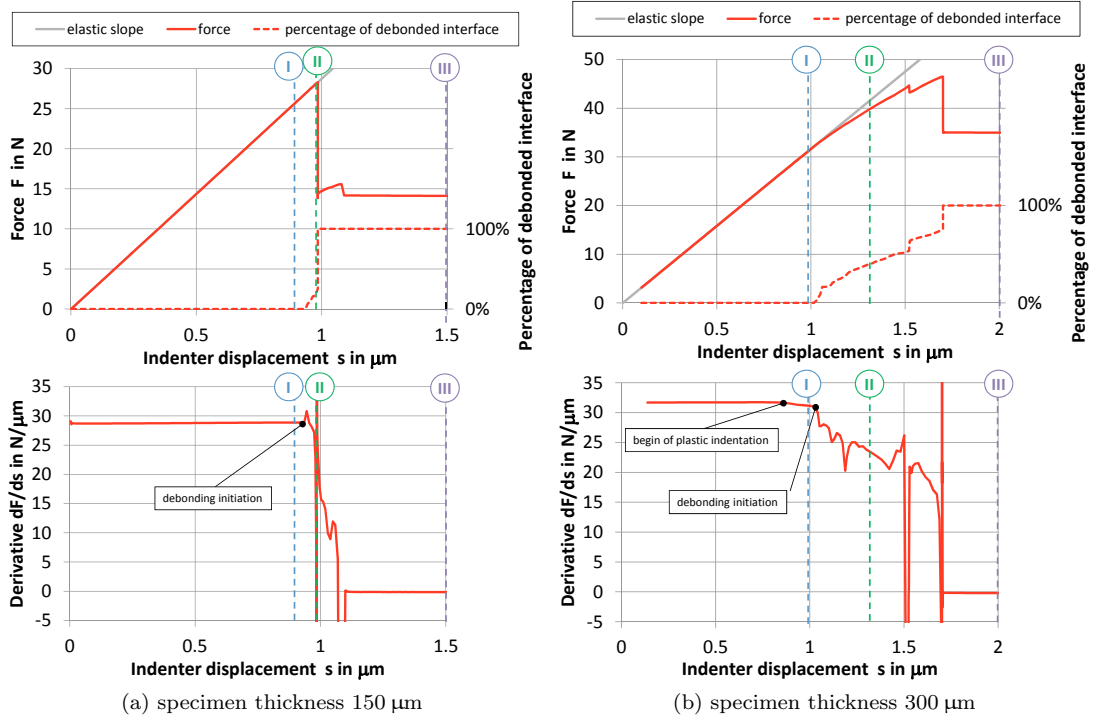 elastic slope force percentage of debonded interface
I II III
30
25
20
15
10
5
0
Force F in N
100%
0%
Percentage of debonded interface
0 0.5 1 1.5
Indenter displacement s in μm
I II III
35
30
25
20
15
10
5
0
-5
Derivative dF/ds in N/μm
debonding initiation
0 0.5 1 1.5
Indenter displacement s in μm
(a) specimen thickness 150 μm
elastic slope force percentage of debonded interface
I II III
50
40
30
20
10
0
Force F in N
100%
0%
Percentage of debonded interface
0 0.5 1 1.5 2
Indenter displacement s in μm
I II III
35
30
25
20
15
10
5
0
-5
Derivative dF/ds in N/μm
begin of plastic indentation
debonding initiation
0 0.5 1 1.5 2
Indenter displacement s in μm
(b) specimen thickness 300 μm